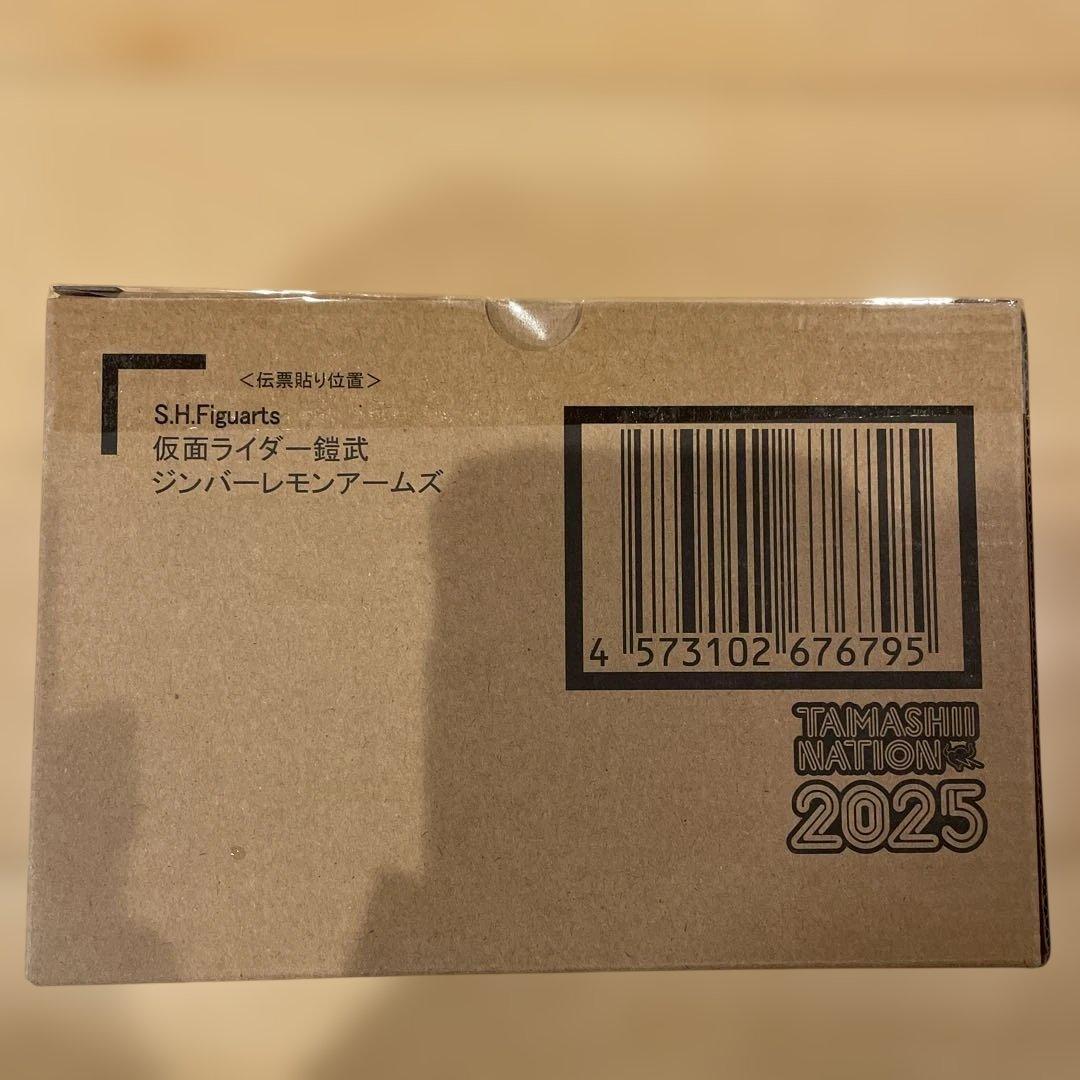 ＜伝票貼り位置＞
S.H.Figuarts
仮面ライダー鎧武
ジンバーレモンアームズ
4 573102 676795
TAMASHII
NATION
2025